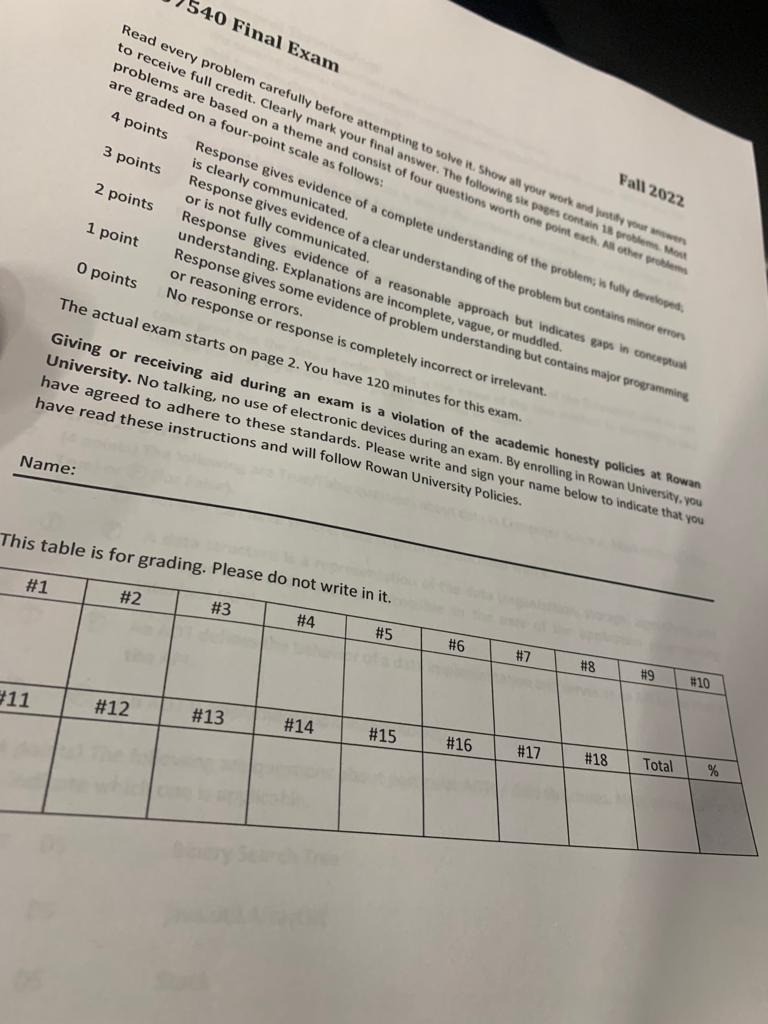 7540 Final Exam
Fall 2022
Read every problem carefully before attempting to solve it. Show all your work and justify your answers
to receive full credit. Clearly mark your final answer. The following six pages contain 18 problems. Most
problems are based on a theme and consist of four questions worth one point each. All other problems
are graded on a four-point scale as follows:
4 points Response gives evidence of a complete understanding of the problem; is fully developed;
is clearly communicated.
3 points Response gives evidence of a clear understanding of the problem but contains minor errors
or is not fully communicated.
2 points Response gives evidence of a reasonable approach but indicates gaps in conceptual
understanding. Explanations are incomplete, vague, or muddled.
1 point Response gives some evidence of problem understanding but contains major programming
or reasoning errors.
0 points No response or response is completely incorrect or irrelevant.
The actual exam starts on page 2. You have 120 minutes for this exam.
Giving or receiving aid during an exam is a violation of the academic honesty policies at Rowan
University. No talking, no use of electronic devices during an exam. By enrolling in Rowan University, you
have agreed to adhere to these standards. Please write and sign your name below to indicate that you
have read these instructions and will follow Rowan University Policies.
Name:
This table is for grading. Please do not write in it.
#1 #2 #3 #4 #5 #6 #7 #8 #9 #10
#11 #12 #13 #14 #15 #16 #17 #18 Total %
Binary Search Tree
Stack